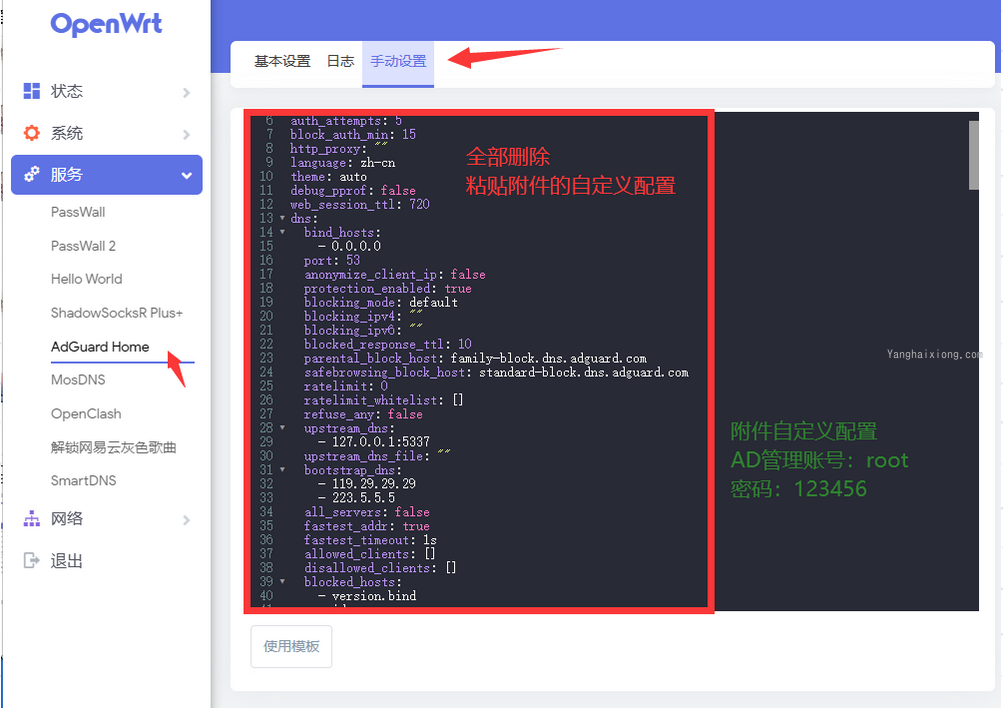 OpenWrt
基本设置 日志 手动设置
状态
系统
服务
PassWall
PassWall 2
Hello World
ShadowSocksR Plus+
AdGuard Home
MosDNS
OpenClash
解锁网易云灰色歌曲
SmartDNS
网络
退出
6 auth_attempts: 5
7 block_auth_min: 15
8 http_proxy: ""
9 language: zh-cn
10 theme: auto
11 debug_pprof: false
12 web_session_ttl: 720
13 dns:
14 bind_hosts:
15 - 0.0.0.0
16 port: 53
17 anonymize_client_ip: false
18 protection_enabled: true
19 blocking_mode: default
20 blocking_ipv4: ""
21 blocking_ipv6: ""
22 blocked_response_ttl: 10
23 parental_block_host: family-block.dns.adguard.com
24 safebrowsing_block_host: standard-block.dns.adguard.com
25 ratelimit: 0
26 ratelimit_whitelist: []
27 refuse_any: false
28 upstream_dns:
29 - 127.0.0.1:5337
30 upstream_dns_file: ""
31 bootstrap_dns:
32 - 119.29.29.29
33 - 223.5.5.5
34 all_servers: false
35 fastest_addr: true
36 fastest_timeout: 1s
37 allowed_clients: []
38 disallowed_clients: []
39 blocked_hosts:
40 - version.bind
全部删除
粘贴附件的自定义配置
Yanghaixiong.com
附件自定义配置
AD管理账号：root
密码：123456
使用模板